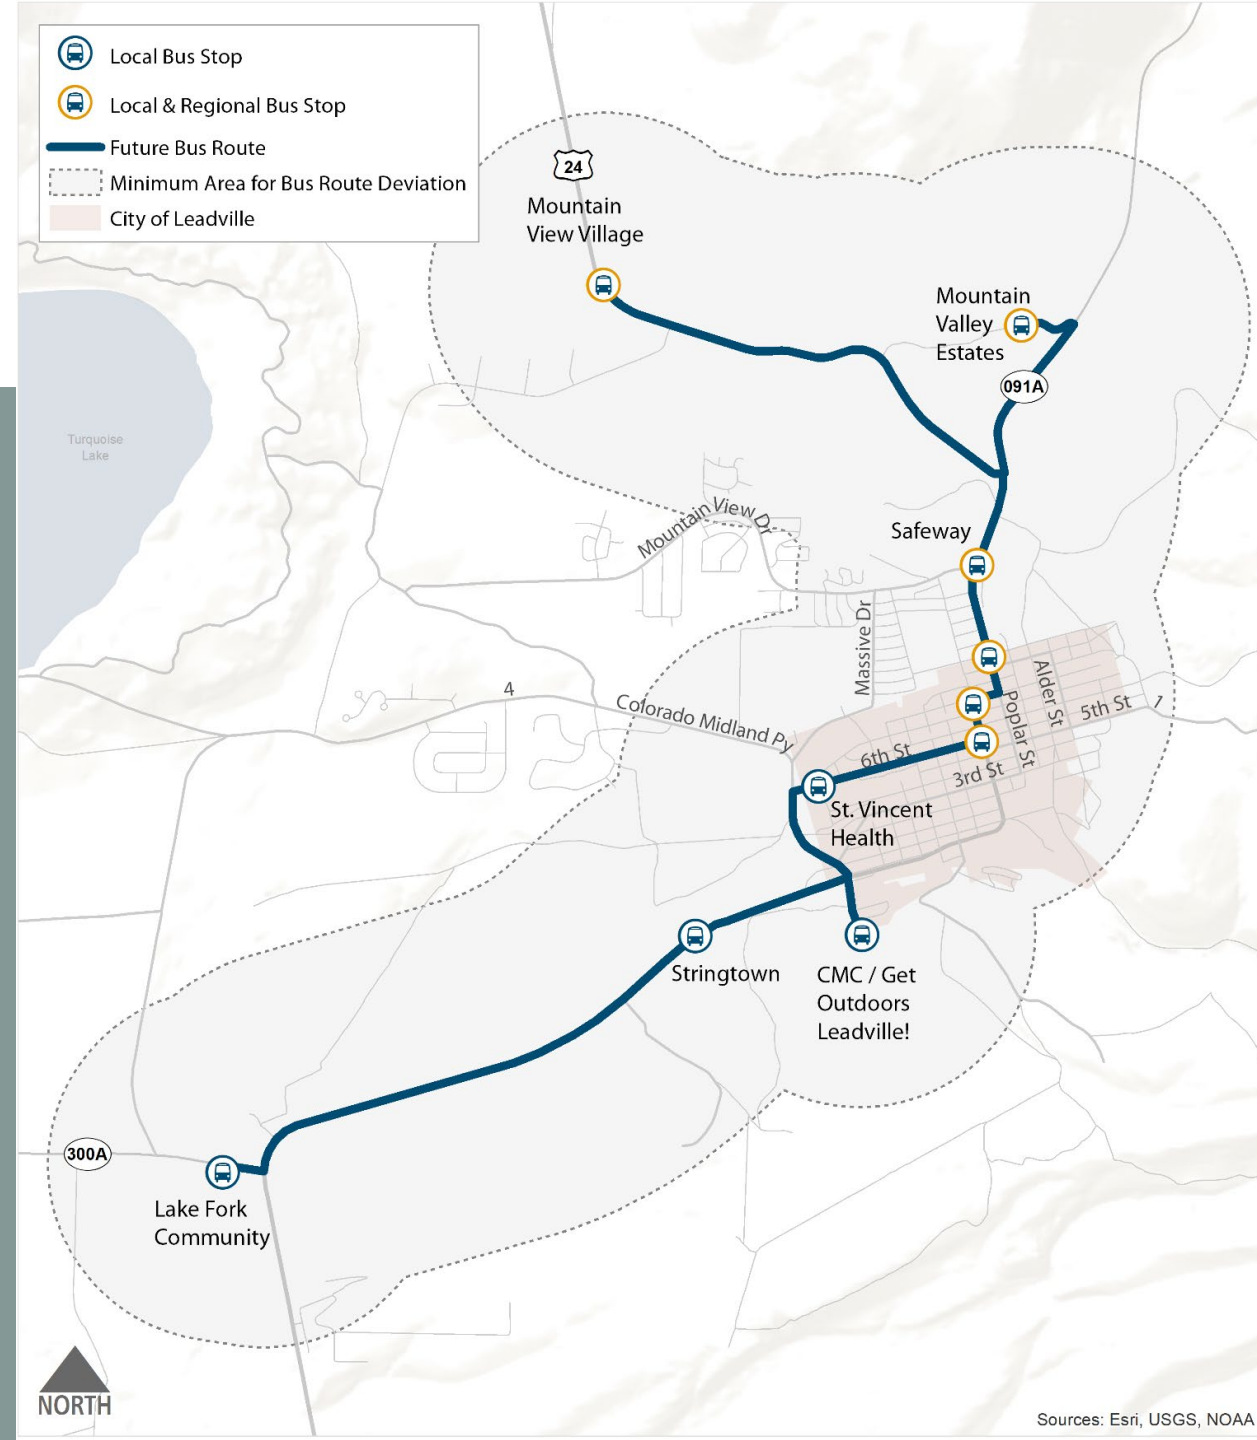 Local Bus Stop
Local & Regional Bus Stop
Future Bus Route
Minimum Area for Bus Route Deviation
City of Leadville
24
Mountain
View Village
Mountain
Valley
Estates
091A
Turquoise
Lake
Safeway
Mountain View Dr
Massive Dr
Alder St
Poplar St
5th St
1
4
Colorado Midland Py
6th St
3rd St
St. Vincent
Health
Stringtown
CMC / Get
Outdoors
Leadville!
300A
Lake Fork
Community
NORTH
Sources: Esri, USGS, NOAA